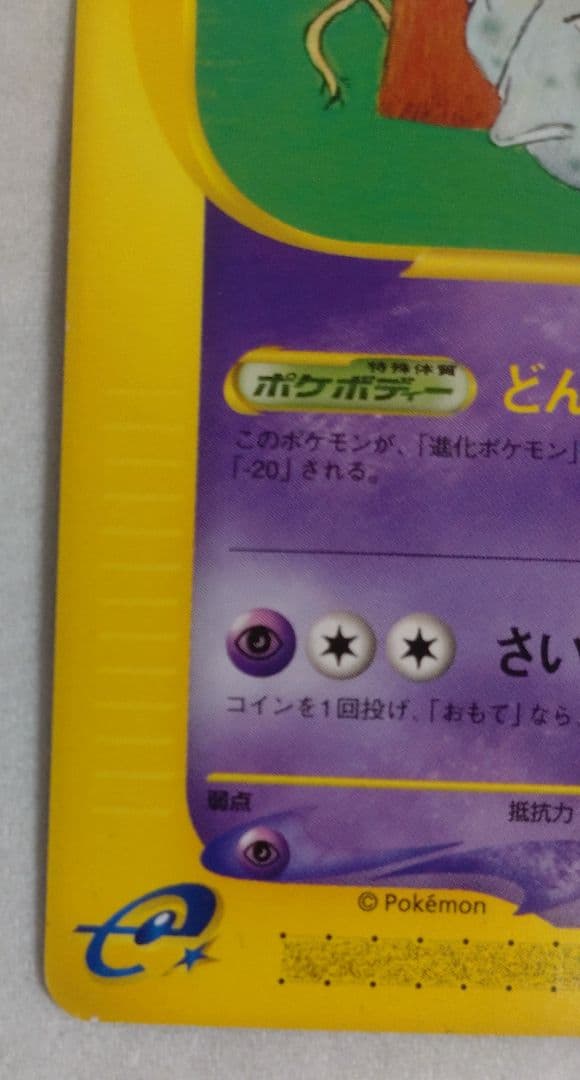 特殊体質
ポケボディー どん
このポケモンが、「進化ポケモン」
「-20」される。
さい
コインを1回投げ、「おもて」なら
弱点 抵抗力
© Pokémon
e